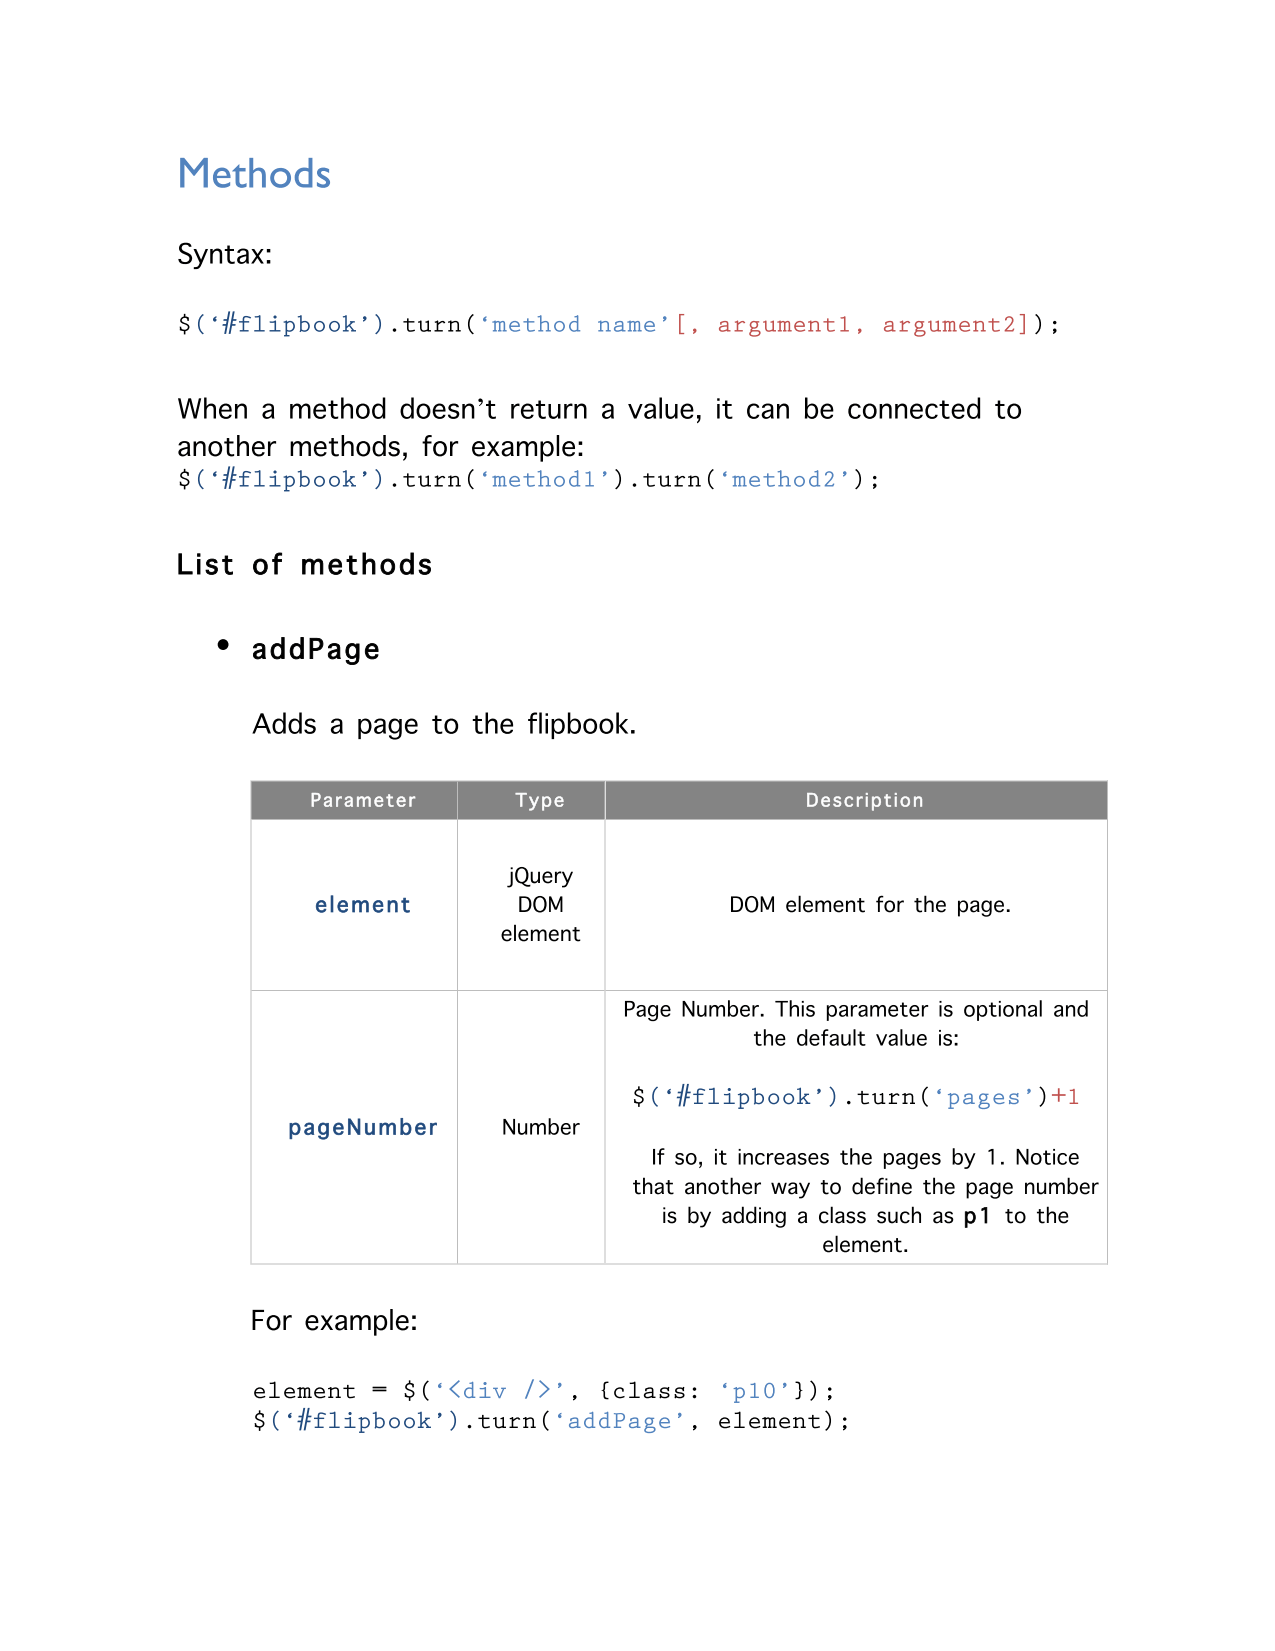 Methods
Syntax:
$(‘#flipbook’).turn(‘method name’[, argument1, argument2]);
When a method doesn’t return a value, it can be connected to
another methods, for example:
$(‘#flipbook’).turn(‘method1’).turn(‘method2’);
List of methods
• addPage
Adds a page to the flipbook.
Parameter Type Description
element
jQuery
DOM
element
DOM element for the page.
pageNumber
Number
Page Number. This parameter is optional and
the default value is:
$(‘#flipbook’).turn(‘pages’)+1
If so, it increases the pages by 1. Notice
that another way to define the page number
is by adding a class such as p1 to the
element.
For example:
element = $(‘<div />’, {class: ‘p10’});
$(‘#flipbook’).turn(‘addPage’, element);